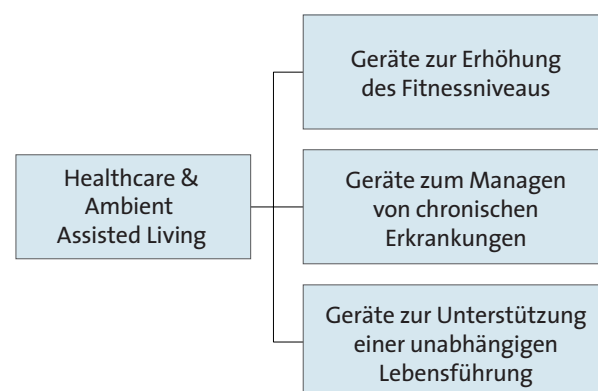 Geräte zur Erhöhung
des Fitnessniveaus
Healthcare &
Ambient
Assisted Living
Geräte zum Managen
von chronischen
Erkrankungen
Geräte zur Unterstützung
einer unabhängigen
Lebensführung